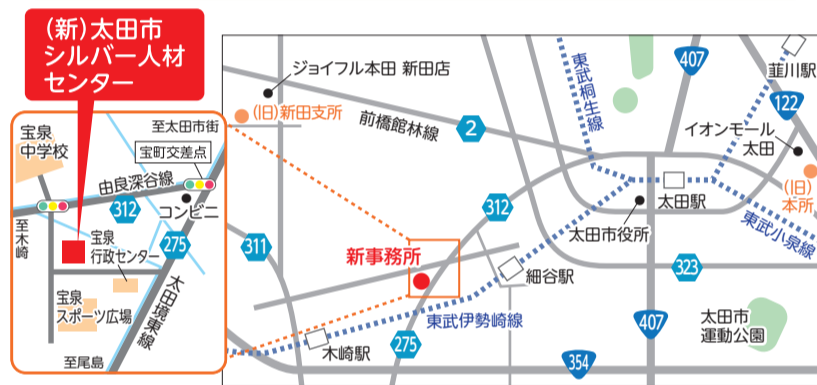 (新)太田市
シルバー人材
センター
宝泉
中学校
至太田市街
宝町交差点
由良深谷線
312
コンビニ
至木崎
宝泉
行政センター
275
太田境東線
宝泉
スポーツ広場
至尾島
ジョイフル本田 新田店
(旧)新田支所
前橋館林線
2
東武桐生線
407
韮川駅
122
イオンモール
太田
(旧)
本所
太田駅
312
太田市役所
東武小泉線
311
新事務所
細谷駅
323
東武伊勢崎線
太田市
運動公園
407
木崎駅
275
354